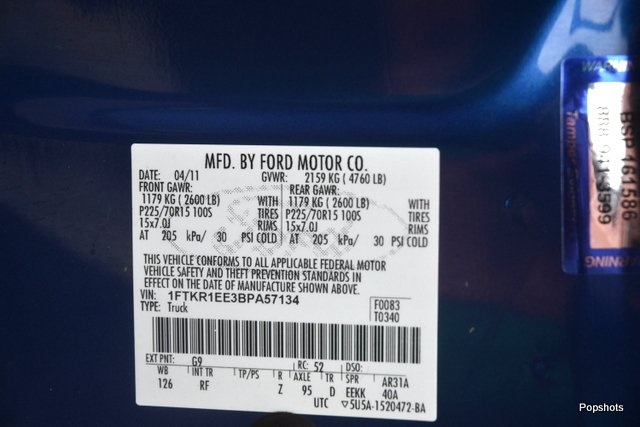 MFD. BY FORD MOTOR CO.
DATE: 04/11 GVWR: 2159 KG ( 4760 LB)
FRONT GAWR: REAR GAWR:
1179 KG ( 2600 LB) WITH 1179 KG ( 2600 LB) WITH
P225/70R15 100S TIRES P225/70R15 100S TIRES
15x7.0J RIMS 15x7.0J RIMS
AT 205 kPa/ 30 PSI COLD AT 205 kPa/ 30 PSI COLD
THIS VEHICLE CONFORMS TO ALL APPLICABLE FEDERAL MOTOR
VEHICLE SAFETY AND THEFT PREVENTION STANDARDS IN
EFFECT ON THE DATE OF MANUFACTURE SHOWN ABOVE.
VIN: 1FTKR1EE3BPA57134 F0083
TYPE: Truck T0340
EXT PNT: G9 RC: 52 DSO:
WB INT TR TP/PS R AXLE TR SPR AR31A
126 RF Z 95 D EEKK 40A
UTC ▽5U5A-1520472-BA
WARNING
BSP 461586
WARNING
Popshots